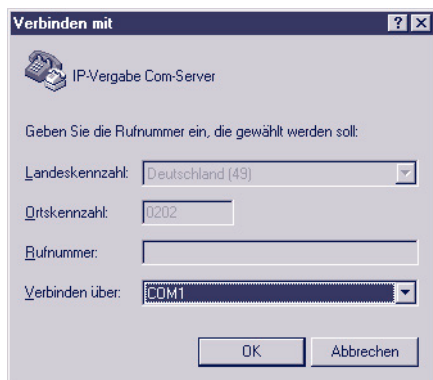 Verbinden mit
IP-Vergabe Com-Server
Geben Sie die Rufnummer ein, die gewählt werden soll:
Landeskennzahl: Deutschland (49)
Ortskennzahl: 0202
Rufnummer:
Verbinden über: COM1
OK Abbrechen